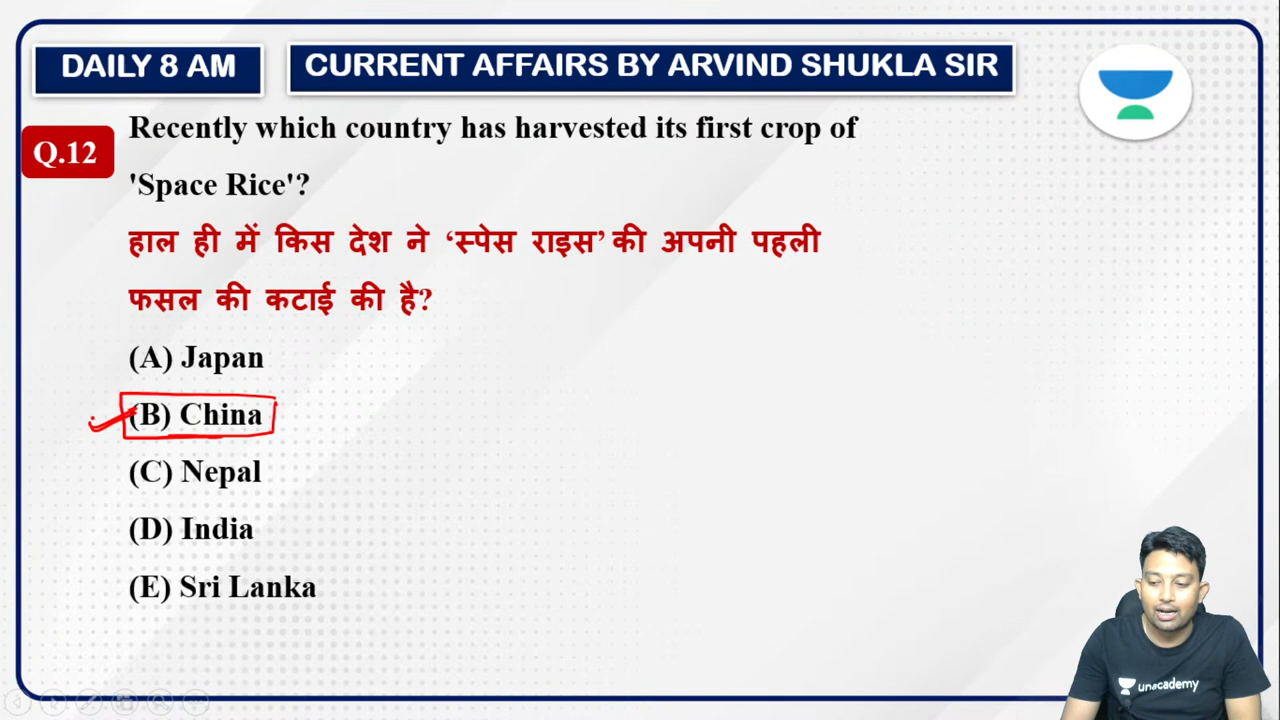 DAILY 8 AM
CURRENT AFFAIRS BY ARVIND SHUKLA SIR
Q.12
Recently which country has harvested its first crop of
'Space Rice'?
हाल ही में किस देश ने ‘स्पेस राइस’ की अपनी पहली
फसल की कटाई की है?
(A) Japan
(B) China
(C) Nepal
(D) India
(E) Sri Lanka
unacademy